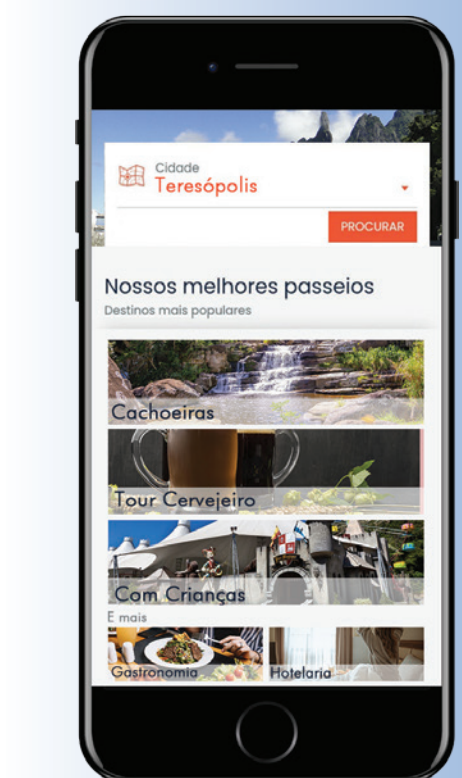 Cidade
Teresópolis
PROCURAR
Nossos melhores passeios
Destinos mais populares
Cachoeiras
Tour Cervejeiro
Com Crianças
E mais
Gastronomia
Hotelaria